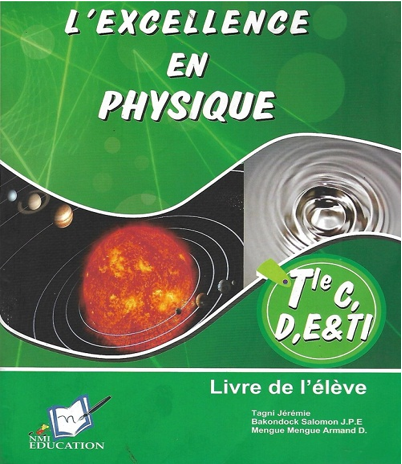 L'EXCELLENCE
EN
PHYSIQUE
Tle C,
D, E & TI
Livre de l'élève
Tagni Jérémie
Bakondock Salomon J.P.E
Mengue Mengue Armand D.
NMI
EDUCATION